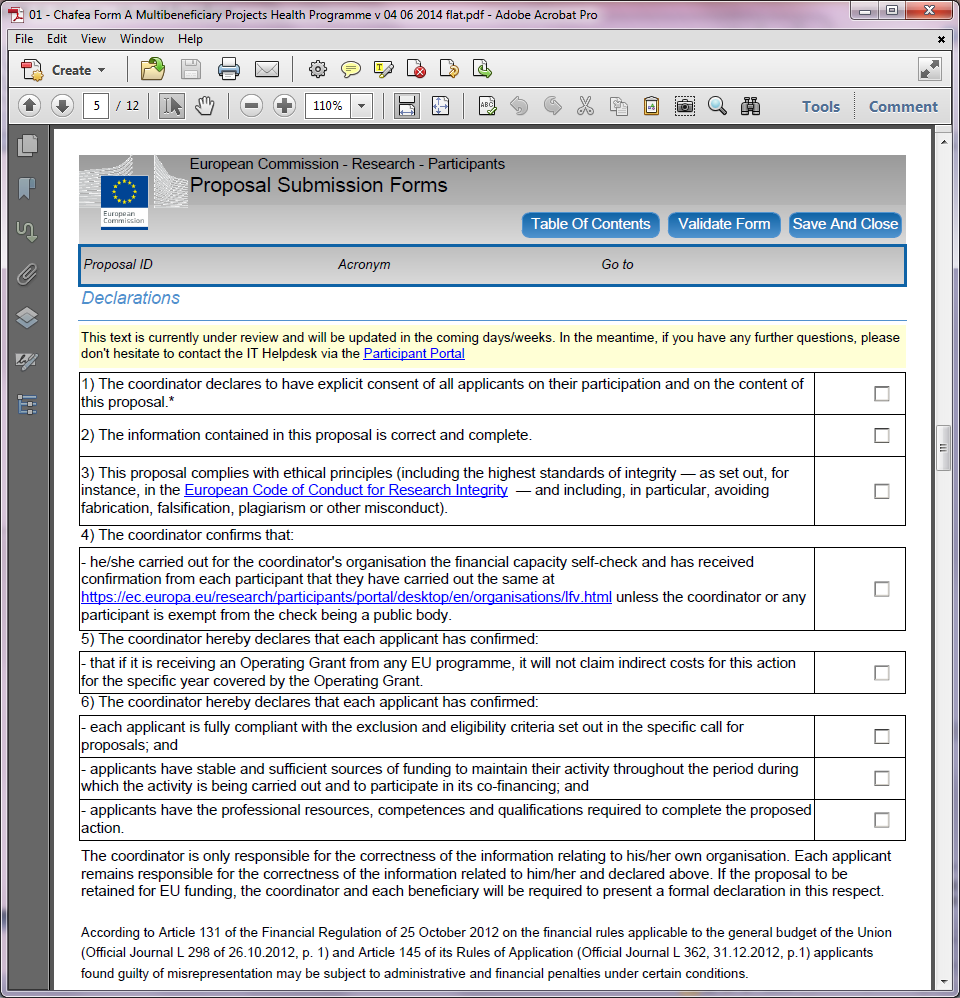 01 - Chafea Form A Multibeneficiary Projects Health Programme v 04 06 2014 flat.pdf - Adobe Acrobat Pro
File Edit View Window Help
Create
5 / 12 110% Tools Comment
European Commission - Research - Participants
Proposal Submission Forms
European
Commission
Table Of Contents Validate Form Save And Close
Proposal ID Acronym Go to
Declarations
This text is currently under review and will be updated in the coming days/weeks. In the meantime, if you have any further questions, please
don't hesitate to contact the IT Helpdesk via the Participant Portal
1) The coordinator declares to have explicit consent of all applicants on their participation and on the content of
this proposal.*
2) The information contained in this proposal is correct and complete.
3) This proposal complies with ethical principles (including the highest standards of integrity — as set out, for
instance, in the European Code of Conduct for Research Integrity — and including, in particular, avoiding
fabrication, falsification, plagiarism or other misconduct).
4) The coordinator confirms that:
- he/she carried out for the coordinator's organisation the financial capacity self-check and has received
confirmation from each participant that they have carried out the same at
https://ec.europa.eu/research/participants/portal/desktop/en/organisations/lfv.html unless the coordinator or any
participant is exempt from the check being a public body.
5) The coordinator hereby declares that each applicant has confirmed:
- that if it is receiving an Operating Grant from any EU programme, it will not claim indirect costs for this action
for the specific year covered by the Operating Grant.
6) The coordinator hereby declares that each applicant has confirmed:
- each applicant is fully compliant with the exclusion and eligibility criteria set out in the specific call for
proposals; and
- applicants have stable and sufficient sources of funding to maintain their activity throughout the period during
which the activity is being carried out and to participate in its co-financing; and
- applicants have the professional resources, competences and qualifications required to complete the proposed
action.
The coordinator is only responsible for the correctness of the information relating to his/her own organisation. Each applicant
remains responsible for the correctness of the information related to him/her and declared above. If the proposal to be
retained for EU funding, the coordinator and each beneficiary will be required to present a formal declaration in this respect.
According to Article 131 of the Financial Regulation of 25 October 2012 on the financial rules applicable to the general budget of the Union
(Official Journal L 298 of 26.10.2012, p. 1) and Article 145 of its Rules of Application (Official Journal L 362, 31.12.2012, p.1) applicants
found guilty of misrepresentation may be subject to administrative and financial penalties under certain conditions.